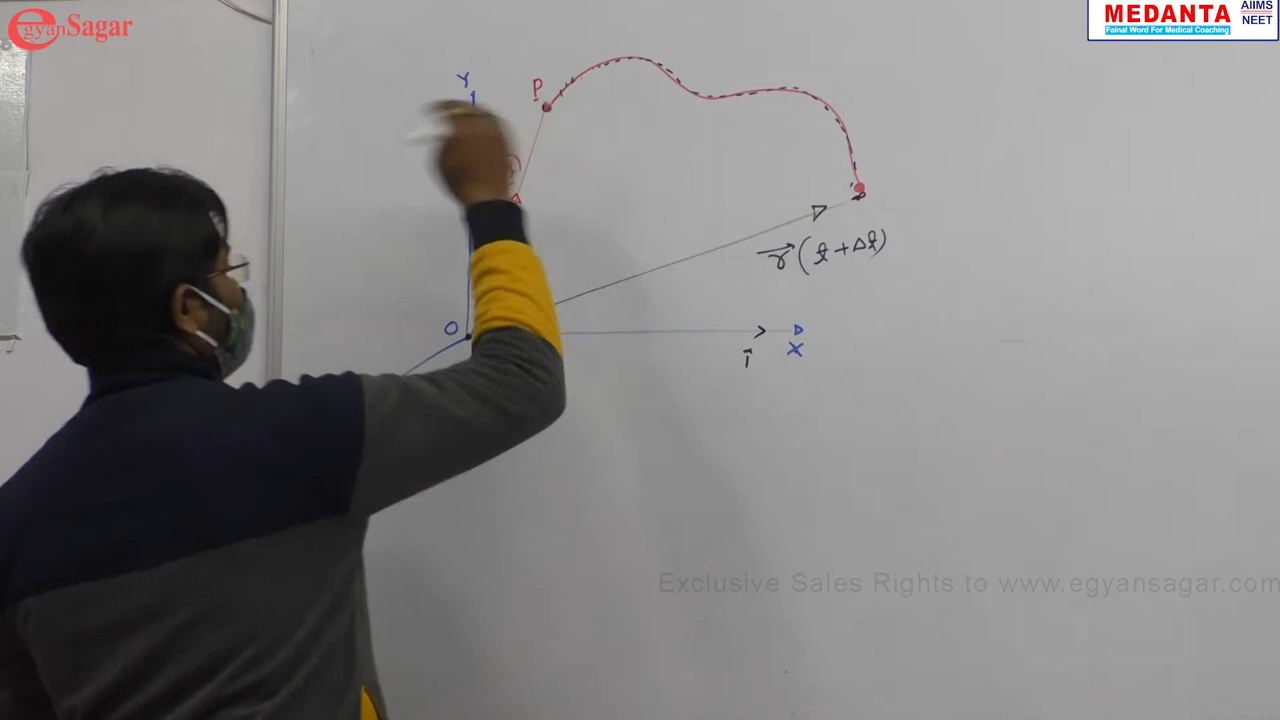 egyanSagar
MEDANTA
AIIMS
NEET
Fainal Word For Medical Coaching
Y
P
r⃗(t+Δt)
O
î
X
Exclusive Sales Rights to www.egyansagar.com